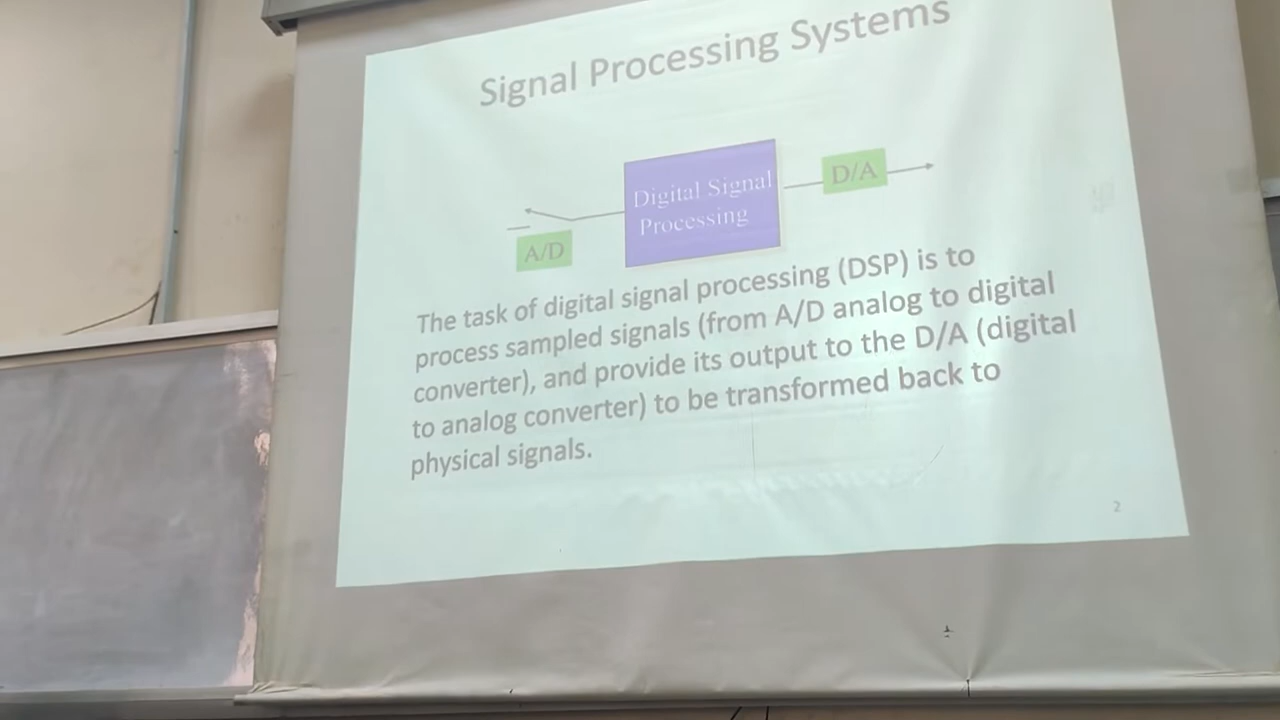 Signal Processing Systems
Digital Signal
Processing
D/A
A/D
The task of digital signal processing (DSP) is to
process sampled signals (from A/D analog to digital
converter), and provide its output to the D/A (digital
to analog converter) to be transformed back to
physical signals.
2